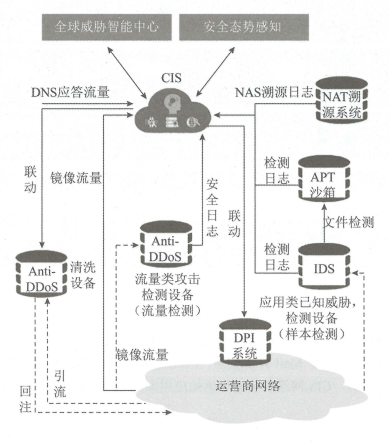 全球威胁智能中心
安全态势感知
CIS
DNS应答流量
NAS溯源日志
NAT溯
源系统
联动
镜像流量
安全日志
联动
检测
日志
APT
沙箱
文件检测
Anti-
DDoS
清洗
设备
Anti-
DDoS
流量类攻击
检测设备
(流量检测)
检测
日志
IDS
应用类已知威胁,
检测设备
(样本检测)
镜像流量
DPI
系统
回注
引流
运营商网络